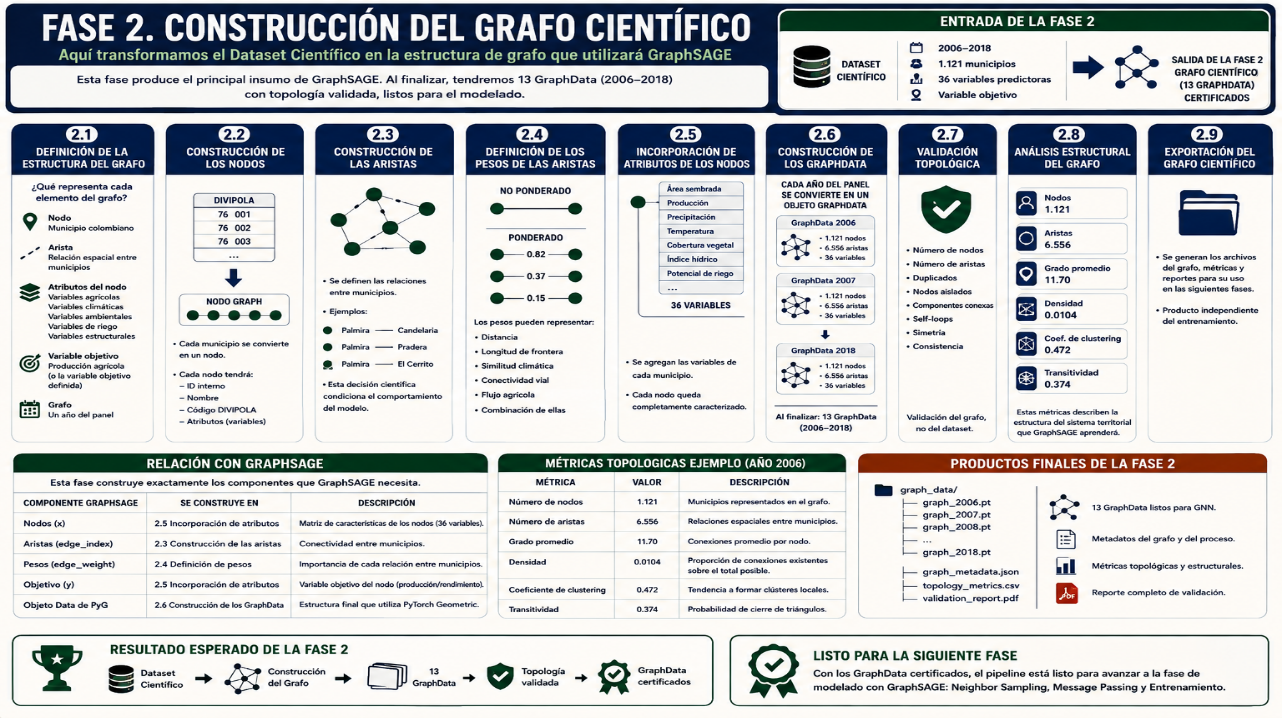 FASE 2. CONSTRUCCIÓN DEL GRAFO CIENTÍFICO
Aquí transformamos el Dataset Científico en la estructura de grafo que utilizará GraphSAGE
Esta fase produce el principal insumo de GraphSAGE. Al finalizar, tendremos 13 GraphData (2006–2018)
con topología validada, listos para el modelado.
ENTRADA DE LA FASE 2
DATASET
CIENTÍFICO
2006–2018
1.121 municipios
36 variables predictoras
Variable objetivo
SALIDA DE LA FASE 2
GRAFO CIENTÍFICO
(13 GRAPHDATA)
CERTIFICADOS
2.1
DEFINICIÓN DE LA
ESTRUCTURA DEL GRAFO
¿Qué representa cada
elemento del grafo?
Nodo
Municipio colombiano
Arista
Relación espacial entre
municipios
Atributos del nodo
Variables agrícolas
Variables climáticas
Variables ambientales
Variables de riego
Variables estructurales
Variable objetivo
Producción agrícola
(o la variable objetivo
definida)
Grafo
Un año del panel
2.2
CONSTRUCCIÓN DE
LOS NODOS
DIVIPOLA
76 001
76 002
76 003
...
NODO GRAPH
• Cada municipio se convierte
en un nodo.
• Cada nodo tendrá:
– ID interno
– Nombre
– Código DIVIPOLA
– Atributos (variables)
2.3
CONSTRUCCIÓN DE
LAS ARISTAS
• Se definen las relaciones
entre municipios.
• Ejemplos:
Palmira — Candelaria
Palmira — Pradera
Palmira — El Cerrito
• Esta decisión científica
condiciona el comportamiento
del modelo.
2.4
DEFINICIÓN DE LOS
PESOS DE LAS ARISTAS
NO PONDERADO
PONDERADO
0.82
0.37
0.15
Los pesos pueden representar:
• Distancia
• Longitud de frontera
• Similitud climática
• Conectividad vial
• Flujo agrícola
• Combinación de ellas
2.5
INCORPORACIÓN DE
ATRIBUTOS DE LOS NODOS
Área sembrada
Producción
Precipitación
Temperatura
Cobertura vegetal
Índice hídrico
Potencial de riego
...
36 VARIABLES
• Se agregan las variables de
cada municipio.
• Cada nodo queda
completamente caracterizado.
2.6
CONSTRUCCIÓN DE
LOS GRAPHDATA
CADA AÑO DEL PANEL
SE CONVIERTE EN UN
OBJETO GRAPHDATA
GraphData 2006
• 1.121 nodos
• 6.556 aristas
• 36 variables
GraphData 2007
• 1.121 nodos
• 6.556 aristas
• 36 variables
GraphData 2018
• 1.121 nodos
• 6.556 aristas
• 36 variables
Al finalizar: 13 GraphData
(2006–2018)
2.7
VALIDACIÓN
TOPOLÓGICA
• Número de nodos
• Número de aristas
• Duplicados
• Nodos aislados
• Componentes conexas
• Self-loops
• Simetría
• Consistencia
Validación del grafo,
no del dataset.
2.8
ANÁLISIS ESTRUCTURAL
DEL GRAFO
Nodos
1.121
Aristas
6.556
Grado promedio
11.70
Densidad
0.0104
Coef. de clustering
0.472
Transitividad
0.374
Estas métricas describen la
estructura del sistema territorial
que GraphSAGE aprenderá.
2.9
EXPORTACIÓN DEL
GRAFO CIENTÍFICO
• Se generan los archivos
del grafo, métricas y
reportes para su uso
en las siguientes fases.
• Producto independiente
del entrenamiento.
RELACIÓN CON GRAPHSAGE
Esta fase construye exactamente los componentes que GraphSAGE necesita.
COMPONENTE GRAPHSAGE SE CONSTRUYE EN DESCRIPCIÓN
Nodos (x) 2.5 Incorporación de atributos Matriz de características de los nodos (36 variables).
Aristas (edge_index) 2.3 Construcción de las aristas Conectividad entre municipios.
Pesos (edge_weight) 2.4 Definición de pesos Importancia de cada relación entre municipios.
Objetivo (y) 2.5 Incorporación de atributos Variable objetivo del nodo (producción/rendimiento).
Objeto Data de PyG 2.6 Construcción de los GraphData Estructura final que utiliza PyTorch Geometric.
MÉTRICAS TOPOLOGICAS EJEMPLO (AÑO 2006)
MÉTRICA VALOR DESCRIPCIÓN
Número de nodos 1.121 Municipios representados en el grafo.
Número de aristas 6.556 Relaciones espaciales entre municipios.
Grado promedio 11.70 Conexiones promedio por nodo.
Densidad 0.0104 Proporción de conexiones existentes
sobre el total posible.
Coeficiente de clustering 0.472 Tendencia a formar clústeres locales.
Transitividad 0.374 Probabilidad de cierre de triángulos.
PRODUCTOS FINALES DE LA FASE 2
graph_data/
graph_2006.pt
graph_2007.pt
graph_2008.pt
...
graph_2018.pt
graph_metadata.json
topology_metrics.csv
validation_report.pdf
13 GraphData listos para GNN.
Metadatos del grafo y del proceso.
Métricas topológicas y estructurales.
PDF
Reporte completo de validación.
RESULTADO ESPERADO DE LA FASE 2
Dataset
Científico
Construcción
del Grafo
13
GraphData
Topología
validada
GraphData
certificados
LISTO PARA LA SIGUIENTE FASE
Con los GraphData certificados, el pipeline está listo para avanzar a la fase de
modelado con GraphSAGE: Neighbor Sampling, Message Passing y Entrenamiento.